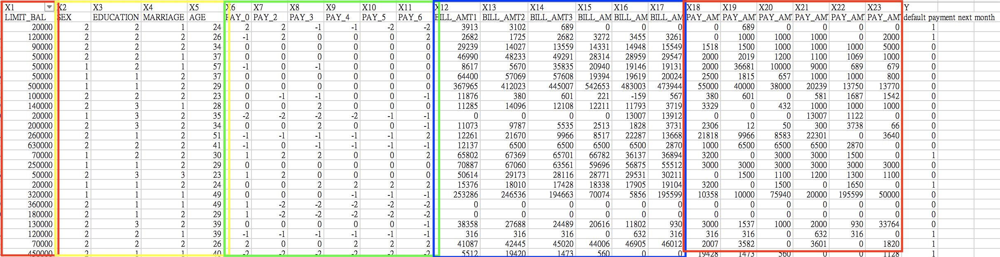 X1 X2 X3 X4 X5 X6 X7 X8 X9 X10 X11 X12 X13 X14 X15 X16 X17 X18 X19 X20 X21 X22 X23 Y
LIMIT_BAL SEX EDUCATION MARRIAGE AGE PAY_0 PAY_2 PAY_3 PAY_4 PAY_5 PAY_6 BILL_AMT1 BILL_AMT2 BILL_AMT3 BILL_AM BILL_AM BILL_AM PAY_AMT PAY_AMT PAY_AMT PAY_AMT PAY_AMT PAY_AMT default payment next month
20000 2 2 1 24 2 2 -1 -1 -2 -2 3913 3102 689 0 0 0 0 689 0 0 0 0 1
120000 2 2 2 26 -1 2 0 0 0 2 2682 1725 2682 3272 3455 3261 0 1000 1000 1000 0 2000 1
90000 2 2 2 34 0 0 0 0 0 0 29239 14027 13559 14331 14948 15549 1518 1500 1000 1000 1000 5000 0
50000 2 2 1 37 0 0 0 0 0 0 46990 48233 49291 28314 28959 29547 2000 2019 1200 1100 1069 1000 0
50000 1 2 1 57 -1 0 -1 0 0 0 8617 5670 35835 20940 19146 19131 2000 36681 10000 9000 689 679 0
50000 1 1 2 37 0 0 0 0 0 0 64400 57069 57608 19394 19619 20024 2500 1815 657 1000 1000 800 0
500000 1 1 2 29 0 0 0 0 0 0 367965 412023 445007 542653 483003 473944 55000 40000 38000 20239 13750 13770 0
100000 2 2 2 23 0 -1 -1 0 0 -1 11876 380 601 221 -159 567 380 601 0 581 1687 1542 0
140000 2 3 1 28 0 0 2 0 0 0 11285 14096 12108 12211 11793 3719 3329 0 432 1000 1000 1000 0
20000 1 3 2 35 -2 -2 -2 -2 -1 -1 0 0 0 0 13007 13912 0 0 0 13007 1122 0 0
200000 2 3 2 34 0 0 2 0 0 -1 11073 9787 5535 2513 1828 3731 2306 12 50 300 3738 66 0
260000 2 1 2 51 -1 -1 -1 -1 -1 2 12261 21670 9966 8517 22287 13668 21818 9966 8583 22301 0 3640 0
630000 2 2 2 41 -1 0 -1 -1 -1 -1 12137 6500 6500 6500 6500 2870 1000 6500 6500 6500 2870 0 0
70000 1 2 2 30 1 2 2 0 0 2 65802 67369 65701 66782 36137 36894 3200 0 3000 3000 1500 0 1
250000 1 1 2 29 0 0 0 0 0 0 70887 67060 63561 59696 56875 55512 3000 3000 3000 3000 3000 3000 0
50000 2 3 3 23 1 2 0 0 0 0 50614 29173 28116 28771 29531 30211 0 1500 1100 1200 1300 1100 0
20000 1 1 2 24 0 0 2 2 2 2 15376 18010 17428 18338 17905 19104 3200 0 1500 0 1650 0 1
320000 1 1 1 49 0 0 0 -1 -1 -1 253286 246536 194663 70074 5856 195599 10358 10000 75940 20000 195599 50000 0
360000 2 1 1 49 1 -2 -2 -2 -2 -2 0 0 0 0 0 0 0 0 0 0 0 0 0
180000 2 1 2 29 1 -2 -2 -2 -2 -2 0 0 0 0 0 0 0 0 0 0 0 0 0
130000 2 3 2 39 0 0 0 0 0 -1 38358 27688 24489 20616 11802 930 3000 1537 1000 2000 930 33764 0
120000 2 2 1 39 -1 -1 -1 -1 -1 -1 316 316 316 0 632 316 316 316 0 632 316 0 1
70000 2 2 2 26 2 0 0 2 2 2 41087 42445 45020 44006 46905 46012 2007 3582 0 3601 0 1820 1
450000 2 1 1 40 -2 -2 -2 -2 -2 -2 5512 19420 1473 560 0 0 19428 1473 560 0 0 1128 1